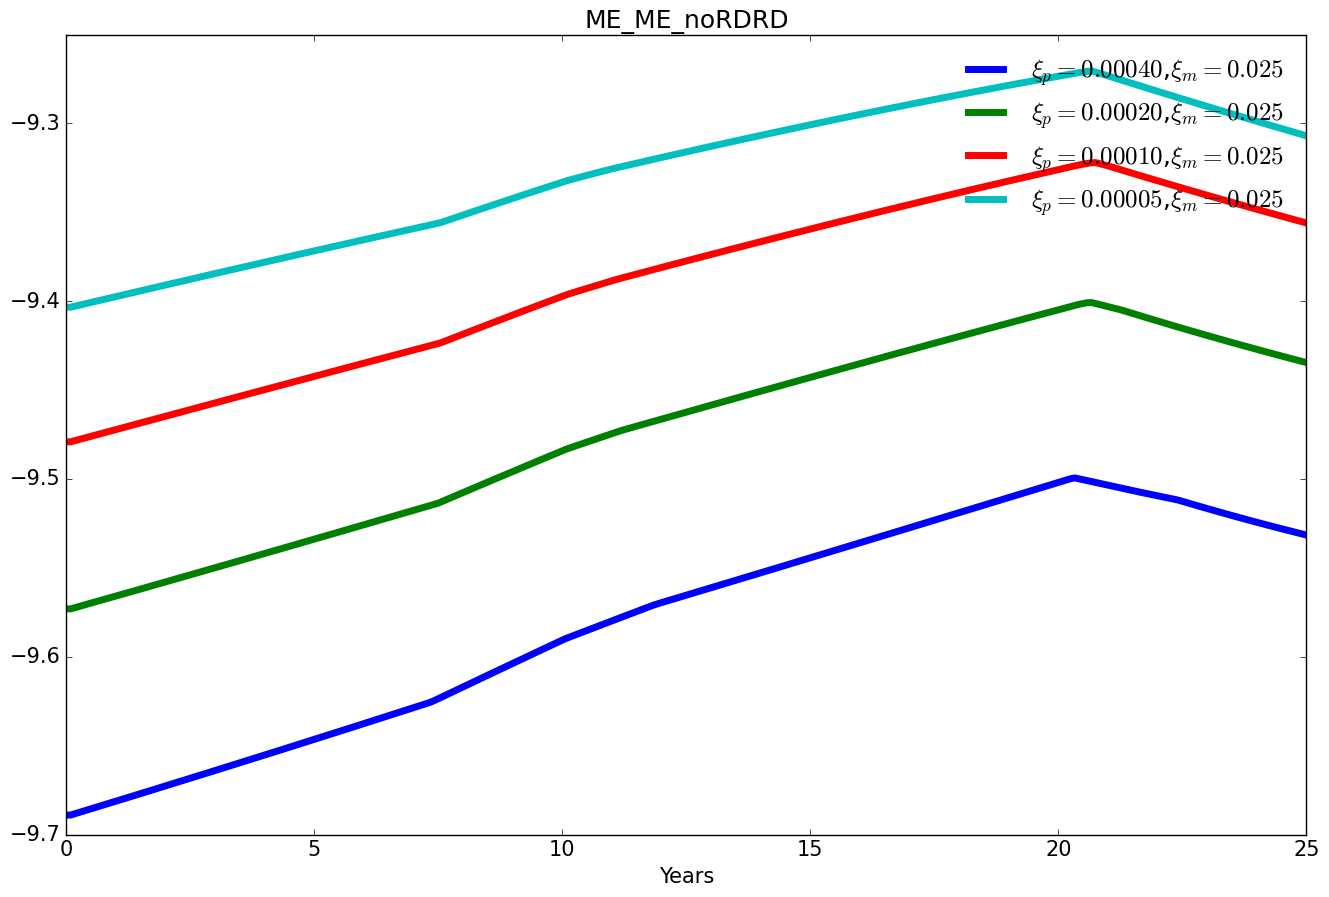 ME_ME_noRDRD
ξp = 0.00040,ξm = 0.025
ξp = 0.00020,ξm = 0.025
ξp = 0.00010,ξm = 0.025
ξp = 0.00005,ξm = 0.025
−9.3
−9.4
−9.5
−9.6
−9.7
0 5 10 15 20 25
Years